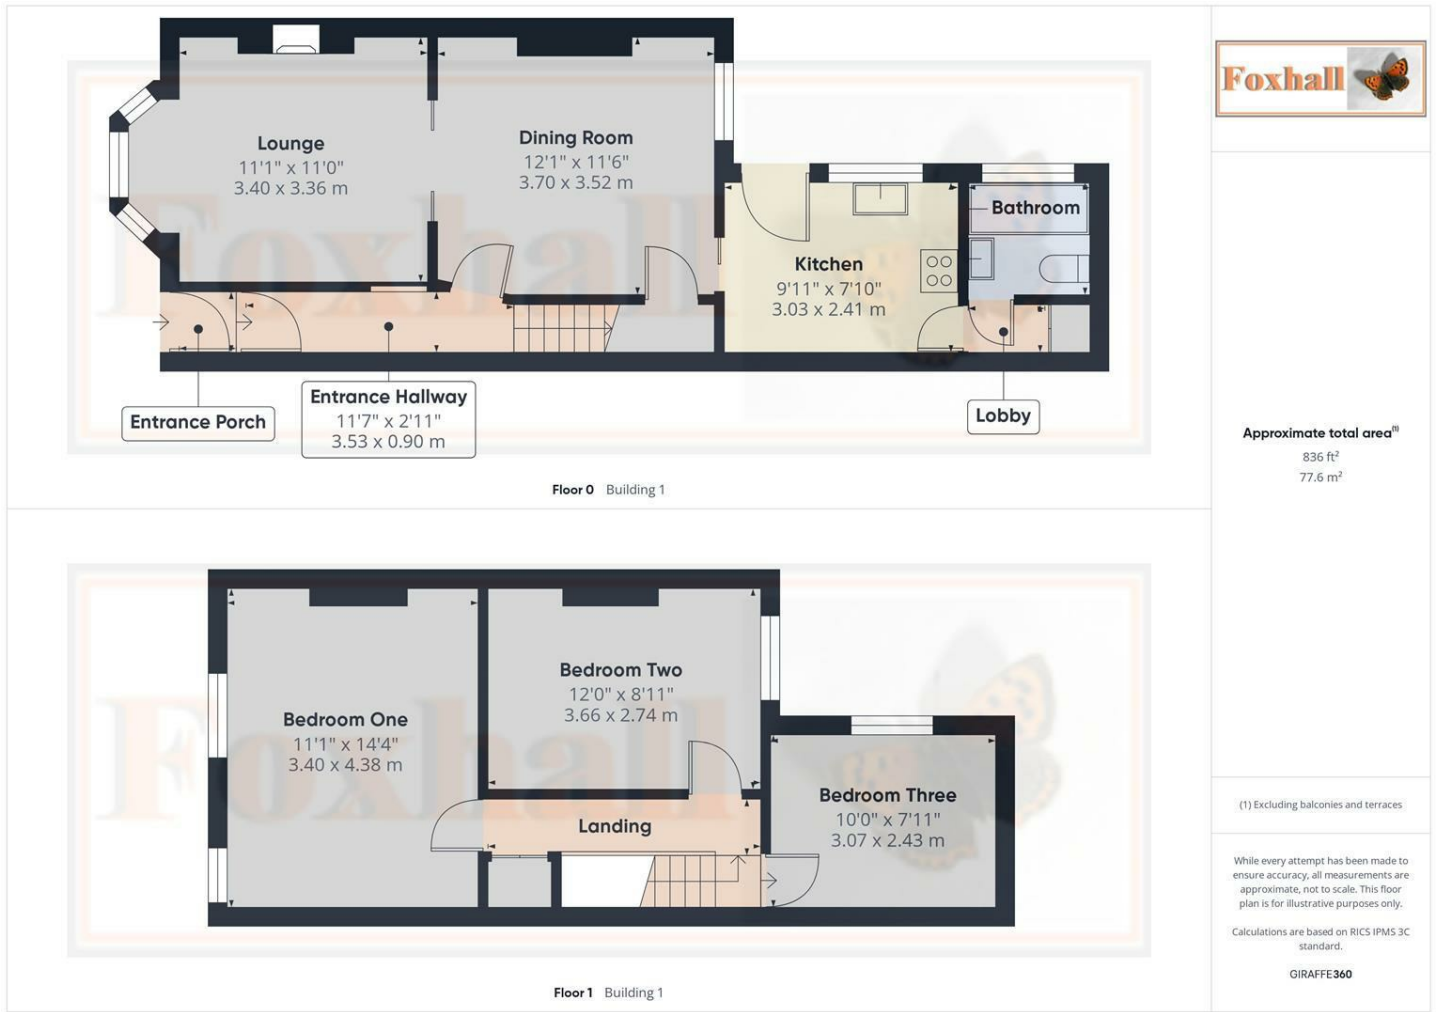 Lounge
11'1" x 11'0"
3.40 x 3.36 m
Dining Room
12'1" x 11'6"
3.70 x 3.52 m
Kitchen
9'11" x 7'10"
3.03 x 2.41 m
Bathroom
Entrance Porch
Entrance Hallway
11'7" x 2'11"
3.53 x 0.90 m
Lobby
Floor 0 Building 1
Bedroom One
11'1" x 14'4"
3.40 x 4.38 m
Bedroom Two
12'0" x 8'11"
3.66 x 2.74 m
Landing
Bedroom Three
10'0" x 7'11"
3.07 x 2.43 m
Floor 1 Building 1
Foxhall
Foxhall
Foxhall
Approximate total area⁽¹⁾
836 ft²
77.6 m²
(1) Excluding balconies and terraces
While every attempt has been made to
ensure accuracy, all measurements are
approximate, not to scale. This floor
plan is for illustrative purposes only.
Calculations are based on RICS IPMS 3C
standard.
GIRAFFE360